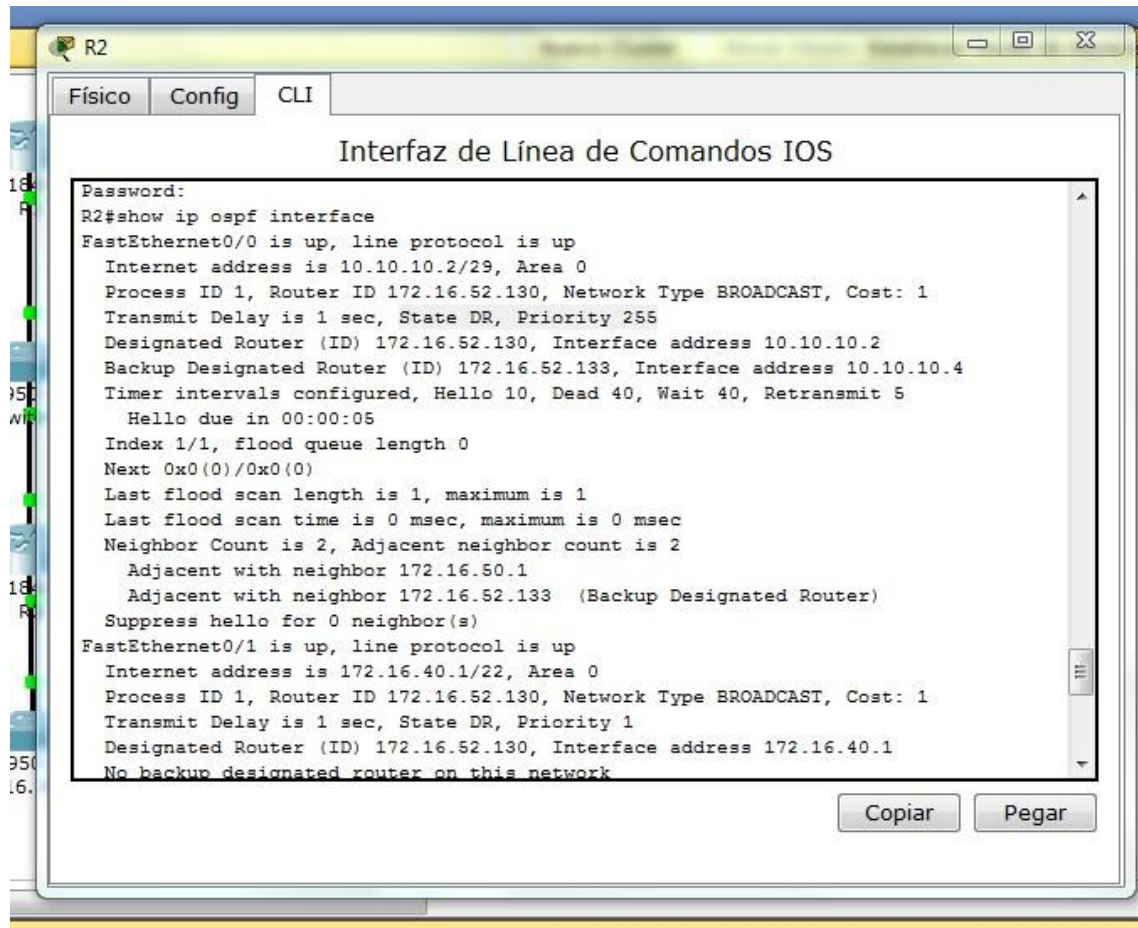 R2
Físico Config CLI
Interfaz de Línea de Comandos IOS
Password:
R2#show ip ospf interface
FastEthernet0/0 is up, line protocol is up
Internet address is 10.10.10.2/29, Area 0
Process ID 1, Router ID 172.16.52.130, Network Type BROADCAST, Cost: 1
Transmit Delay is 1 sec, State DR, Priority 255
Designated Router (ID) 172.16.52.130, Interface address 10.10.10.2
Backup Designated Router (ID) 172.16.52.133, Interface address 10.10.10.4
Timer intervals configured, Hello 10, Dead 40, Wait 40, Retransmit 5
Hello due in 00:00:05
Index 1/1, flood queue length 0
Next 0x0(0)/0x0(0)
Last flood scan length is 1, maximum is 1
Last flood scan time is 0 msec, maximum is 0 msec
Neighbor Count is 2, Adjacent neighbor count is 2
Adjacent with neighbor 172.16.50.1
Adjacent with neighbor 172.16.52.133 (Backup Designated Router)
Suppress hello for 0 neighbor(s)
FastEthernet0/1 is up, line protocol is up
Internet address is 172.16.40.1/22, Area 0
Process ID 1, Router ID 172.16.52.130, Network Type BROADCAST, Cost: 1
Transmit Delay is 1 sec, State DR, Priority 1
Designated Router (ID) 172.16.52.130, Interface address 172.16.40.1
No backup designated router on this network
Copiar Pegar